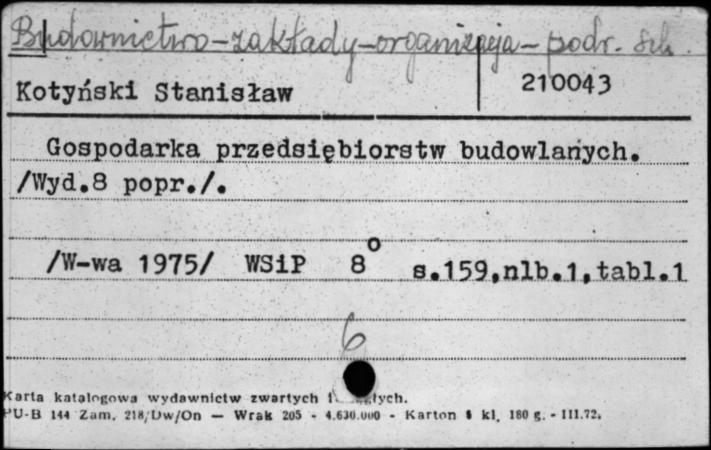 Budownictwo-zakłady-organizacja-podr. szk.
Kotyński Stanisław 210043
Gospodarka przedsiębiorstw budowlanych.
/Wyd.8 popr./.
/W-wa 1975/ WSiP 8° s.159,nlb.1,tabl.1
6
Karta katalogowa wydawnictw zwartych
PU-B 144 Zam. 218/Uw/On — Wrak 205 - 4.630.000 - Karton kl. 180 g. - III.72.